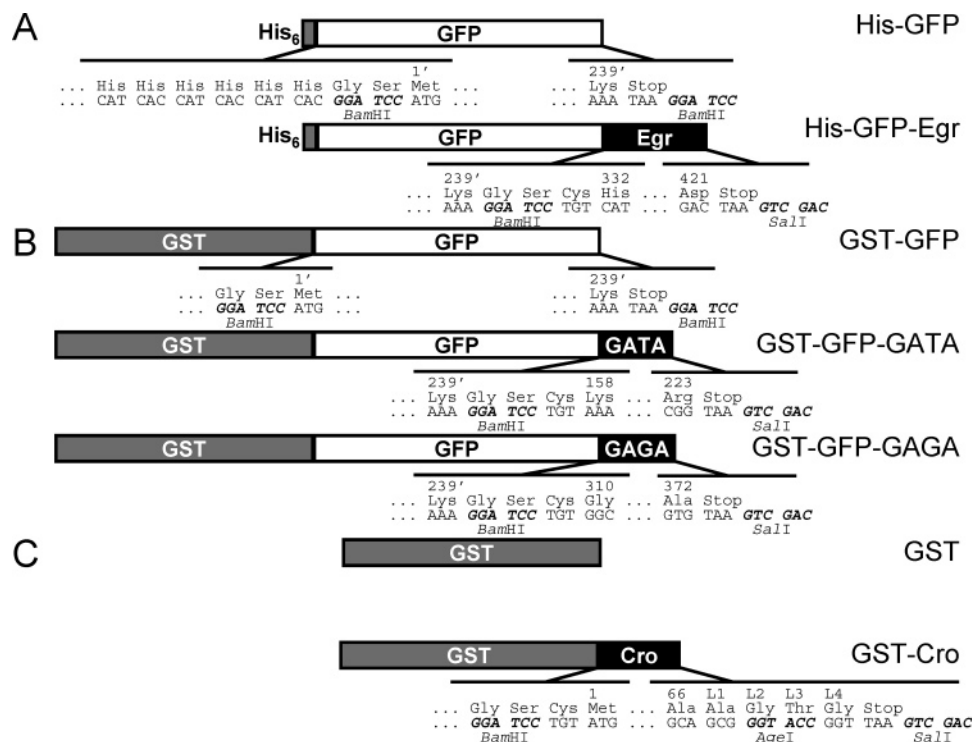 A
His6 GFP His-GFP
1' 239'
... His His His His His His Gly Ser Met ... Lys Stop
... CAT CAC CAT CAC CAT CAC GGA TCC ATG ... ... AAA TAA GGA TCC
BamHI BamHI
His6 GFP Egr His-GFP-Egr
239' 332 421
... Lys Gly Ser Cys His ... Asp Stop
... AAA GGA TCC TGT CAT ... GAC TAA GTC GAC
BamHI SalI
B
GST GFP GST-GFP
1' 239'
... Gly Ser Met ... ... Lys Stop
... GGA TCC ATG ... ... AAA TAA GGA TCC
BamHI BamHI
GST GFP GATA GST-GFP-GATA
239' 158 223
... Lys Gly Ser Cys Lys ... Arg Stop
... AAA GGA TCC TGT AAA ... CGG TAA GTC GAC
BamHI SalI
GST GFP GAGA GST-GFP-GAGA
239' 310 372
... Lys Gly Ser Cys Gly ... Ala Stop
... AAA GGA TCC TGT GGC ... GTG TAA GTC GAC
BamHI SalI
C
GST GST
GST Cro GST-Cro
1 66 L1 L2 L3 L4
... Gly Ser Cys Met ... Ala Ala Gly Thr Gly Stop
... GGA TCC TGT ATG ... GCA GCG GGT ACC GGT TAA GTC GAC
BamHI AgeI SalI